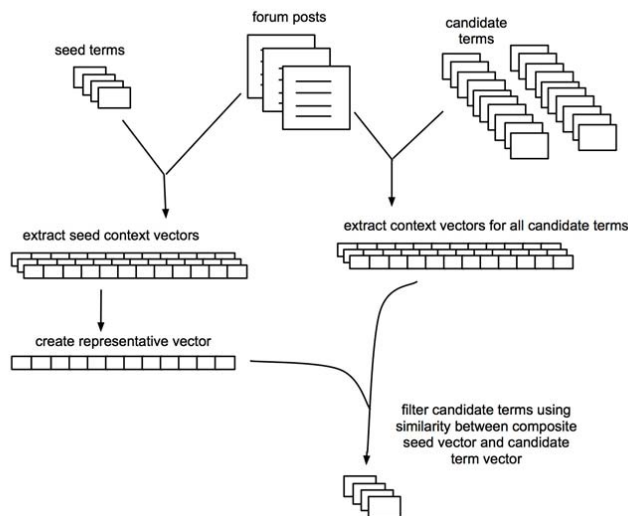 seed terms
forum posts
candidate
terms
extract seed context vectors
extract context vectors for all candidate terms
create representative vector
filter candidate terms using
similarity between composite
seed vector and candidate
term vector